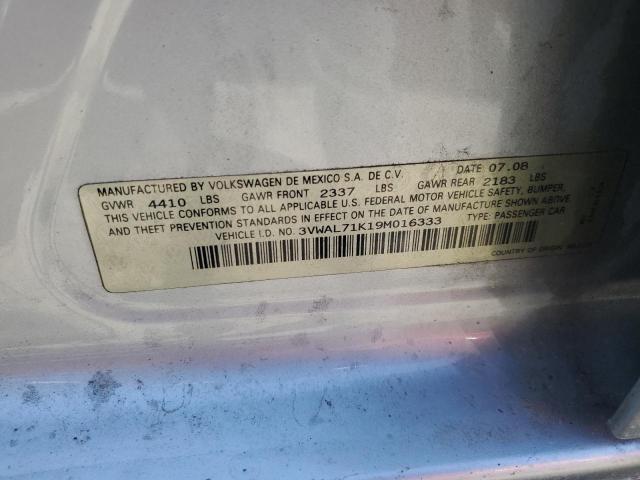 MANUFACTURED BY VOLKSWAGEN DE MEXICO S.A. DE C.V. DATE: 07.08
GVWR 4410 LBS GAWR FRONT 2337 LBS GAWR REAR 2183 LBS
THIS VEHICLE CONFORMS TO ALL APPLICABLE U.S. FEDERAL MOTOR VEHICLE SAFETY, BUMPER,
AND THEFT PREVENTION STANDARDS IN EFFECT ON THE DATE OF MANUFACTURE SHOWN ABOVE.
VEHICLE I.D. NO. 3VWAL71K19M016333 TYPE: PASSENGER CAR
COUNTRY OF ORIGIN: MEXICO